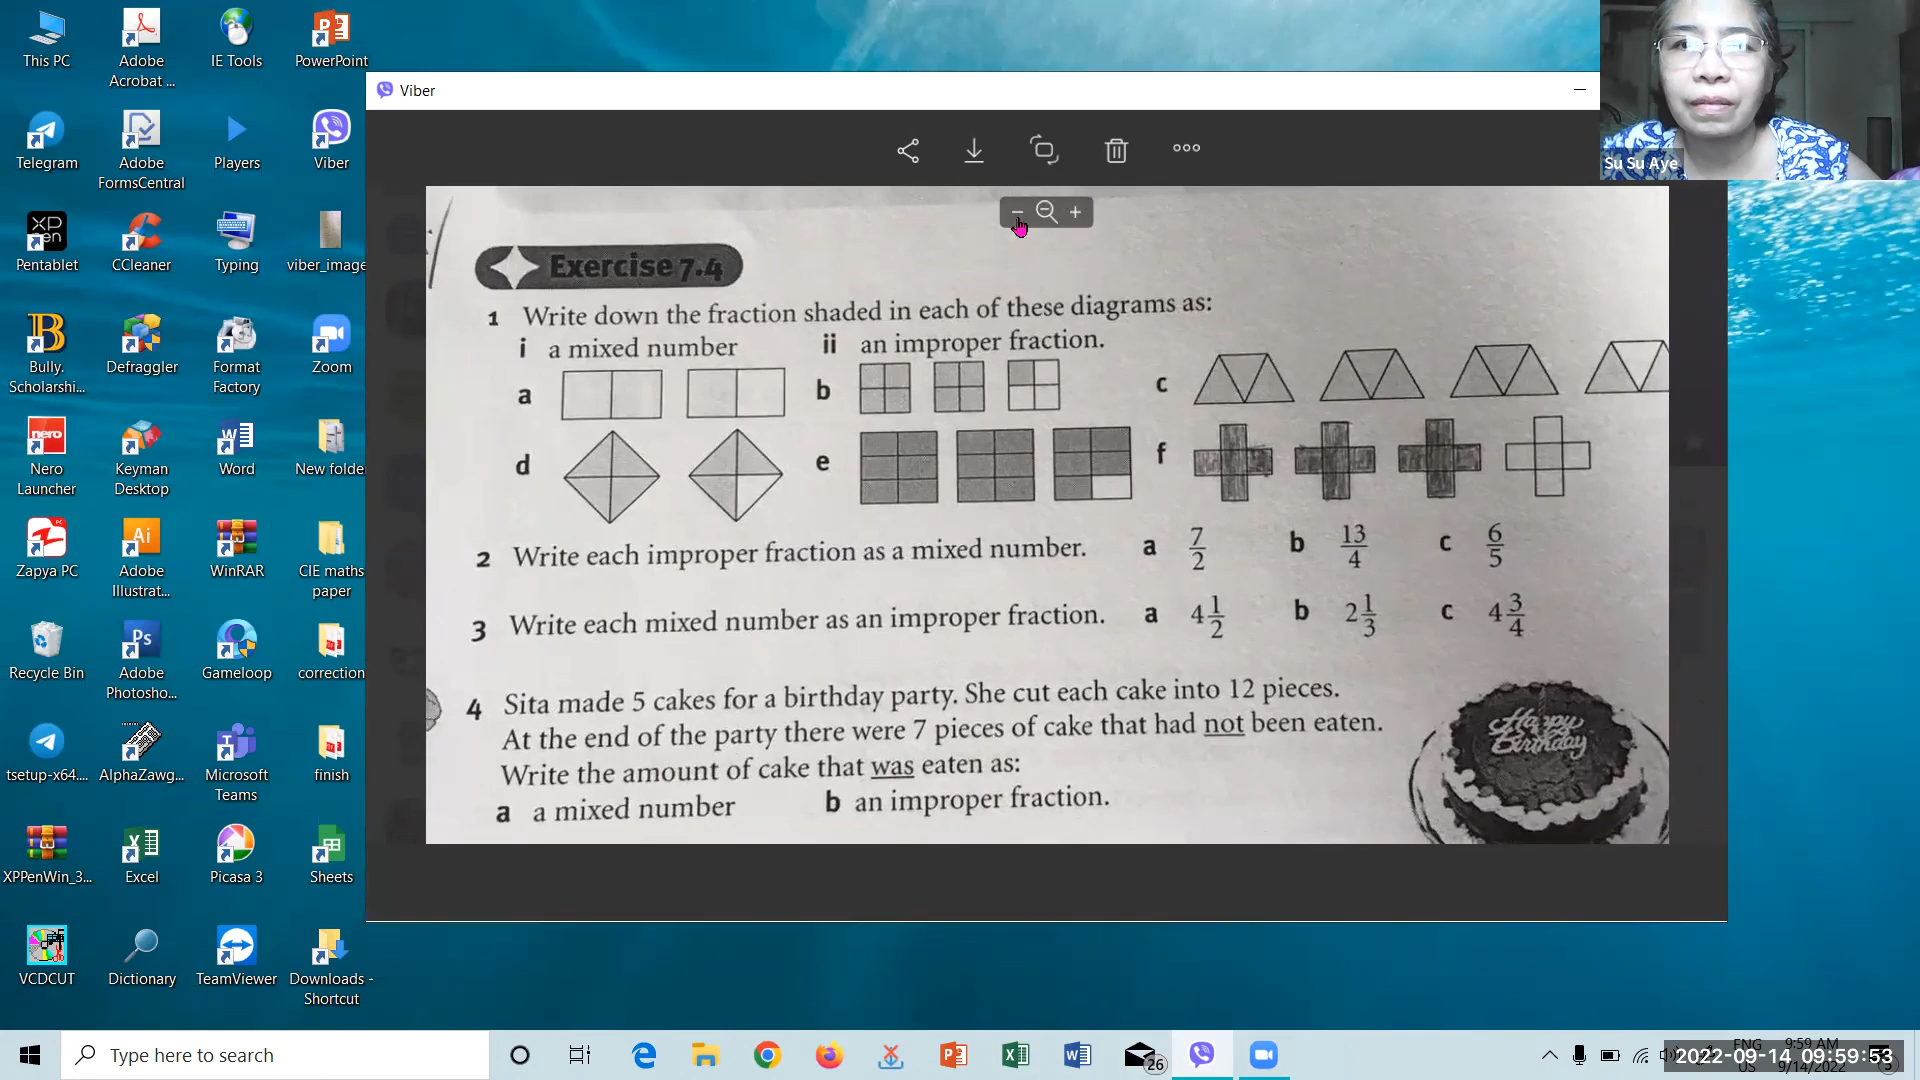 This PC
Adobe
Acrobat ...
IE Tools
PowerPoint
Telegram
Adobe
FormsCentral
Players
Viber
Pentablet
CCleaner
Typing
viber_image
Bully.
Scholarshi...
Defraggler
Format
Factory
Zoom
Nero
Launcher
Keyman
Desktop
Word
New folde
Zapya PC
Adobe
Illustrat...
WinRAR
CIE maths
paper
Recycle Bin
Adobe
Photosho...
Gameloop
correction
tsetup-x64....
AlphaZawg...
Microsoft
Teams
finish
XPPenWin_3...
Excel
Picasa 3
Sheets
VCDCUT
Dictionary
TeamViewer
Downloads -
Shortcut
Viber
Su Su Aye
Exercise 7.4
1 Write down the fraction shaded in each of these diagrams as:
i a mixed number ii an improper fraction.
a b c
d e f
2 Write each improper fraction as a mixed number. a 7/2 b 13/4 c 6/5
3 Write each mixed number as an improper fraction. a 4 1/2 b 2 1/3 c 4 3/4
4 Sita made 5 cakes for a birthday party. She cut each cake into 12 pieces.
At the end of the party there were 7 pieces of cake that had not been eaten.
Write the amount of cake that was eaten as:
a a mixed number b an improper fraction.
Happy
Birthday
Type here to search
26
ENG
US
9:59 AM
9/14/2022
2022-09-14 09:59:53